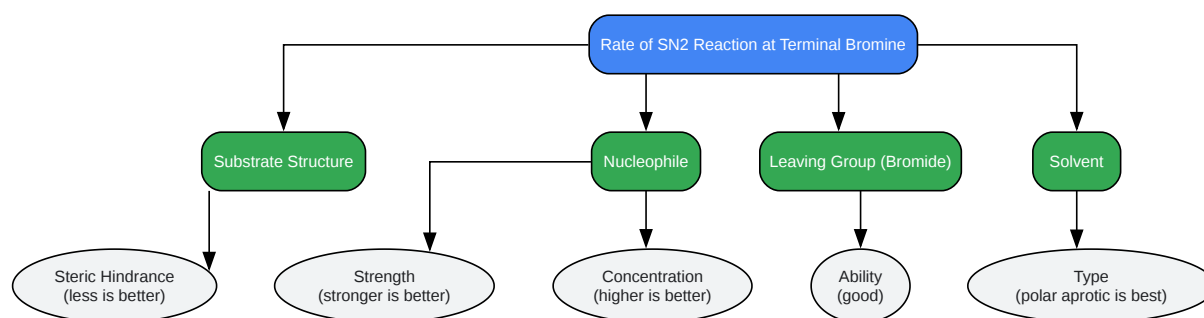 Rate of SN2 Reaction at Terminal Bromine
Substrate Structure
Nucleophile
Leaving Group (Bromide)
Solvent
Steric Hindrance
(less is better)
Strength
(stronger is better)
Concentration
(higher is better)
Ability
(good)
Type
(polar aprotic is best)